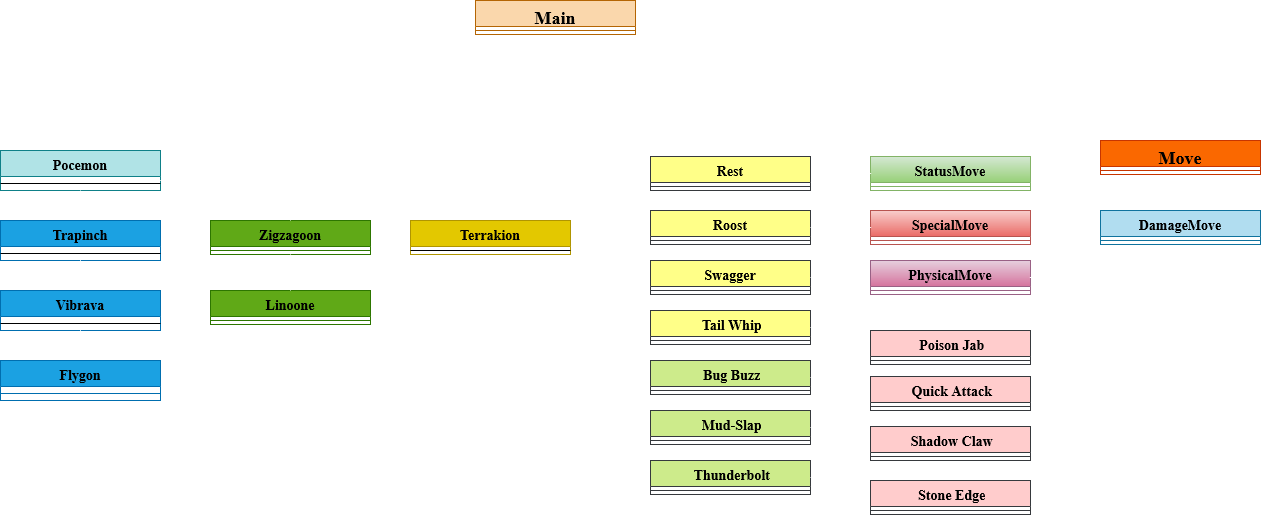 Main
Pocemon
Trapinch
Vibrava
Flygon
Zigzagoon
Linoone
Terrakion
Rest
Roost
Swagger
Tail Whip
Bug Buzz
Mud-Slap
Thunderbolt
StatusMove
SpecialMove
PhysicalMove
Poison Jab
Quick Attack
Shadow Claw
Stone Edge
Move
DamageMove